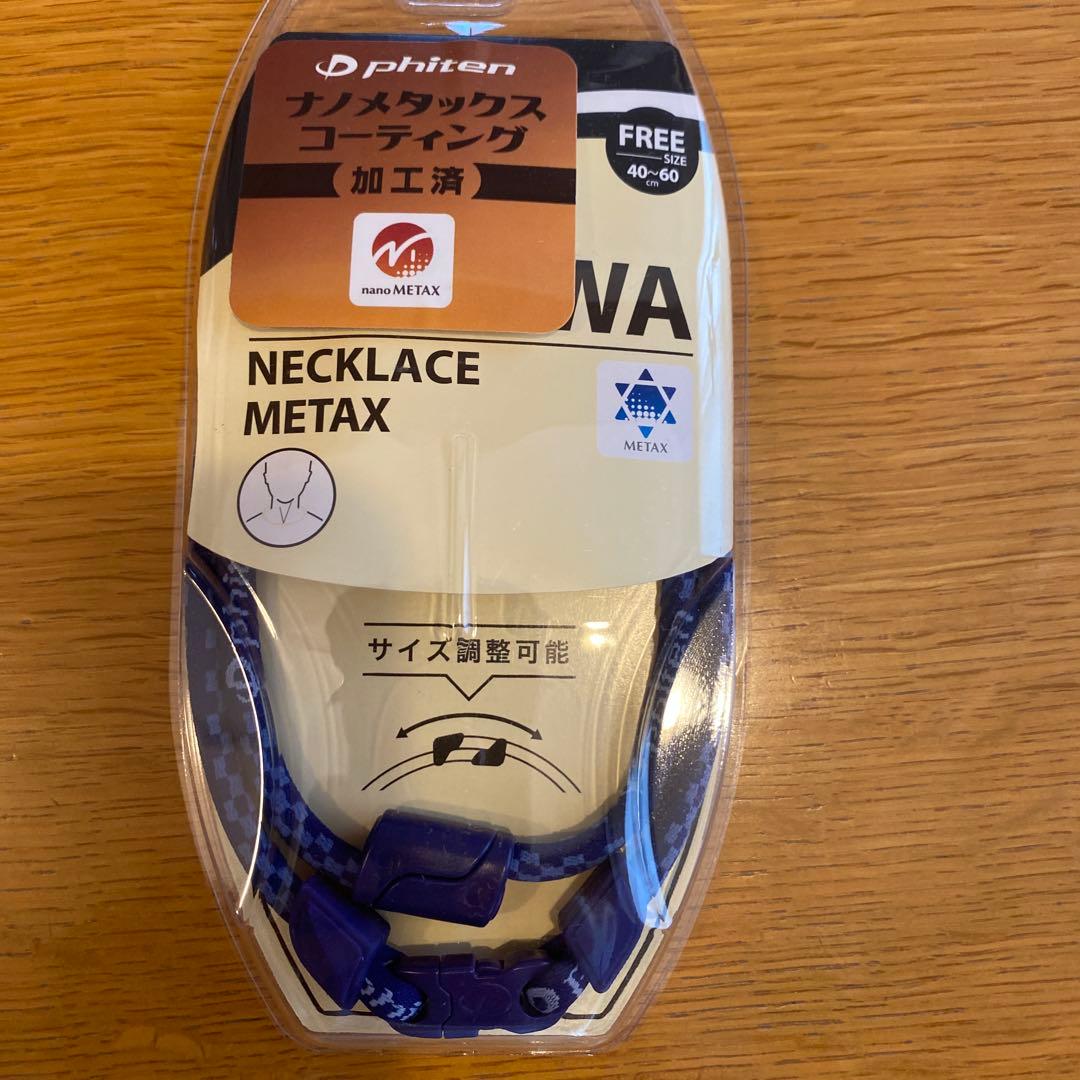 phiten
ナノメタックス
コーティング
加工済
nano METAX
FREE
SIZE
40~60
cm
WA
NECKLACE
METAX
METAX
サイズ調整可能